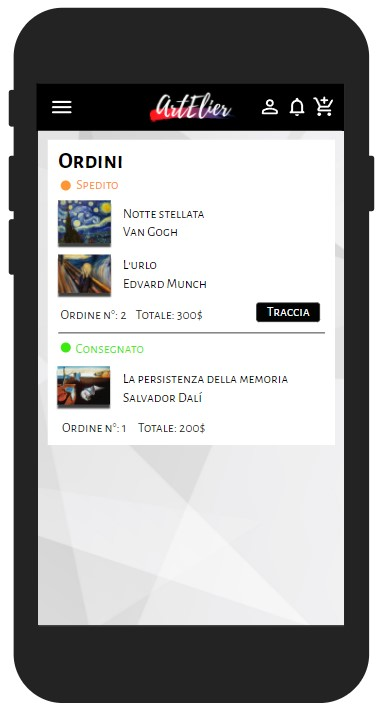 ArtElier
Ordini
Spedito
Notte stellata
Van Gogh
L'urlo
Edvard Munch
Ordine n°: 2 Totale: 300$
Traccia
Consegnato
La persistenza della memoria
Salvador Dalí
Ordine n°: 1 Totale: 200$